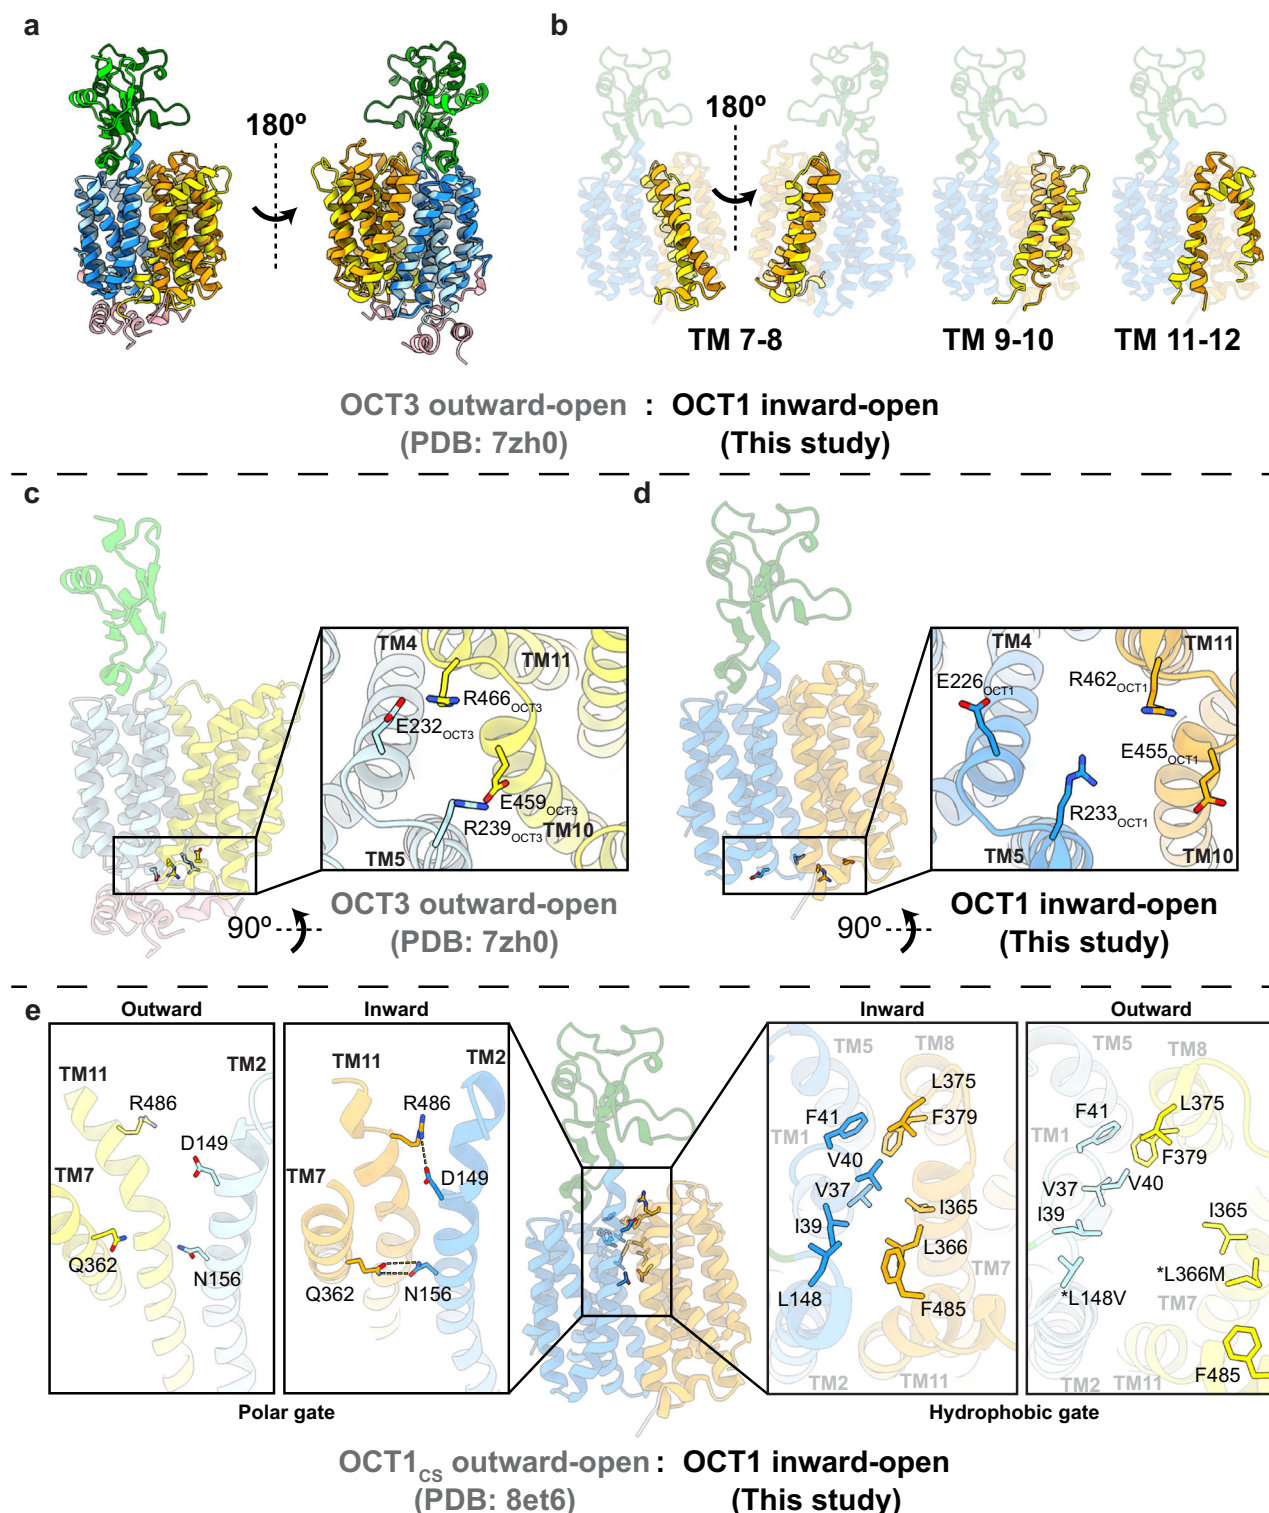 a
180º
b
180º
TM 7-8
TM 9-10
TM 11-12
OCT3 outward-open : OCT1 inward-open
(PDB: 7zh0) (This study)
c
TM4
TM11
R466OCT3
E232OCT3
E459OCT3
R239OCT3
TM10
TM5
90º
OCT3 outward-open
(PDB: 7zh0)
d
TM4
TM11
E226OCT1
R462OCT1
E455OCT1
R233OCT1
TM5
TM10
90º
OCT1 inward-open
(This study)
e
Outward
TM2
TM11
R486
D149
TM7
Q362
N156
Inward
TM11
TM2
R486
TM7
D149
Q362
N156
Polar gate
Inward
TM5
TM8
L375
F41
F379
TM1
V40
V37
I365
I39
L366
TM7
L148
F485
TM2
TM11
Outward
TM5
TM8
L375
F41
TM1
F379
V37
V40
I39
I365
*L366M
*L148V
TM7
F485
TM2
TM11
Hydrophobic gate
OCT1CS outward-open : OCT1 inward-open
(PDB: 8et6) (This study)